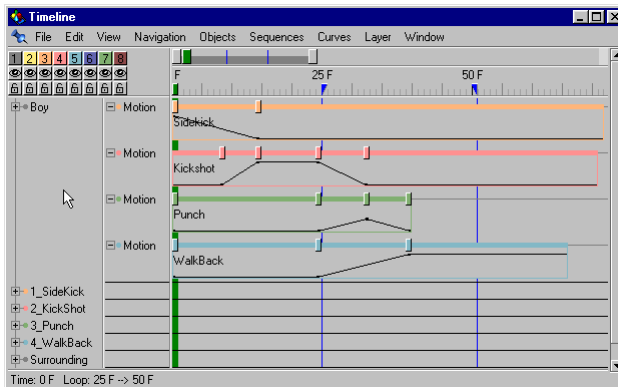 Timeline
File Edit View Navigation Objects Sequences Curves Layer Window
1 2 3 4 5 6 7 8
F 25 F 50 F
Boy
Motion
Sidekick
Motion
Kickshot
Motion
Punch
Motion
WalkBack
1_SideKick
2_KickShot
3_Punch
4_WalkBack
Surrounding
Time: 0 F Loop: 25 F --> 50 F